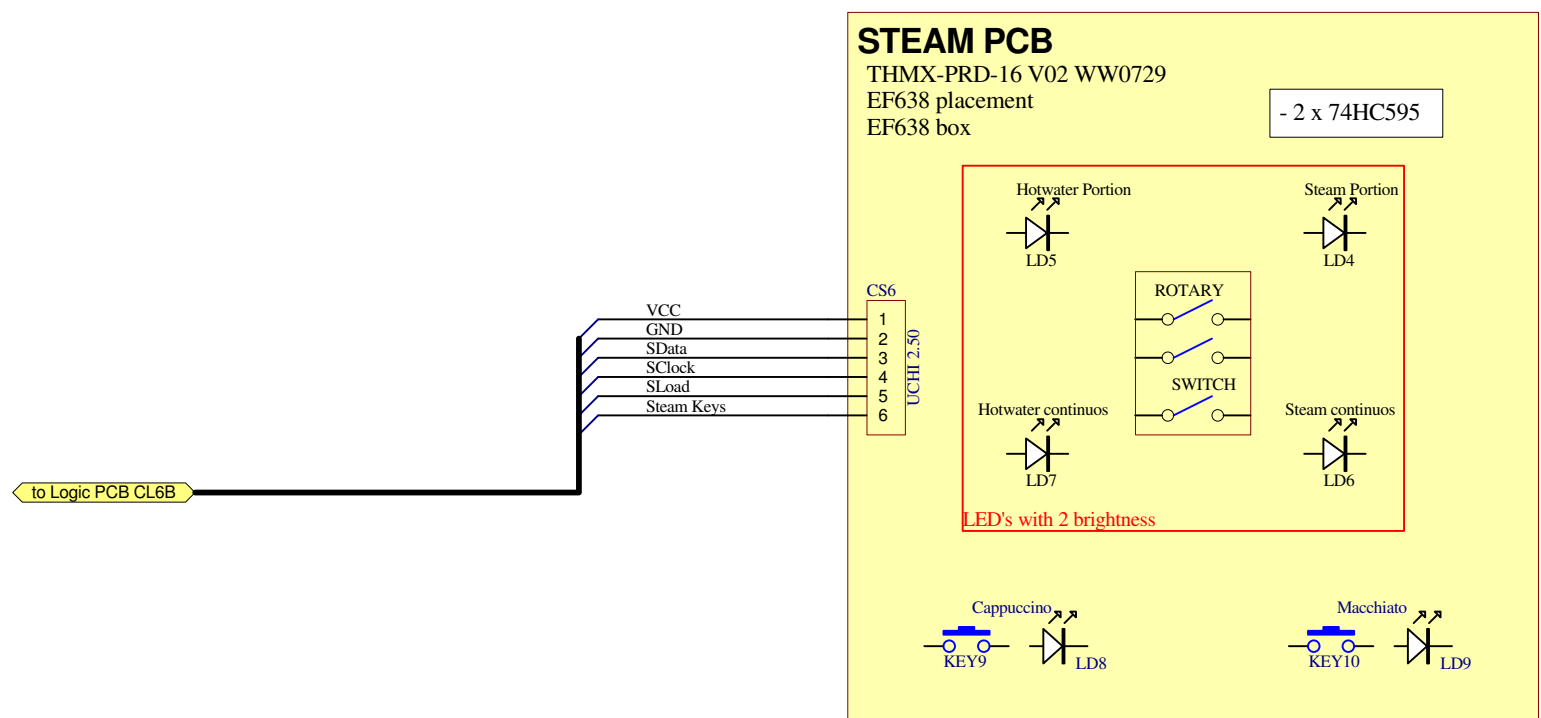 STEAM PCB
THMX-PRD-16 V02 WW0729
EF638 placement
EF638 box
- 2 x 74HC595
Hotwater Portion
Steam Portion
LD5
LD4
CS6
ROTARY
VCC
1
GND
2
SData
3
SClock
4
SLoad
5
Steam Keys
6
UCHI 2.50
SWITCH
Hotwater continuos
Steam continuos
LD7
LD6
to Logic PCB CL6B
LED's with 2 brightness
Cappuccino
Macchiato
KEY9
LD8
KEY10
LD9